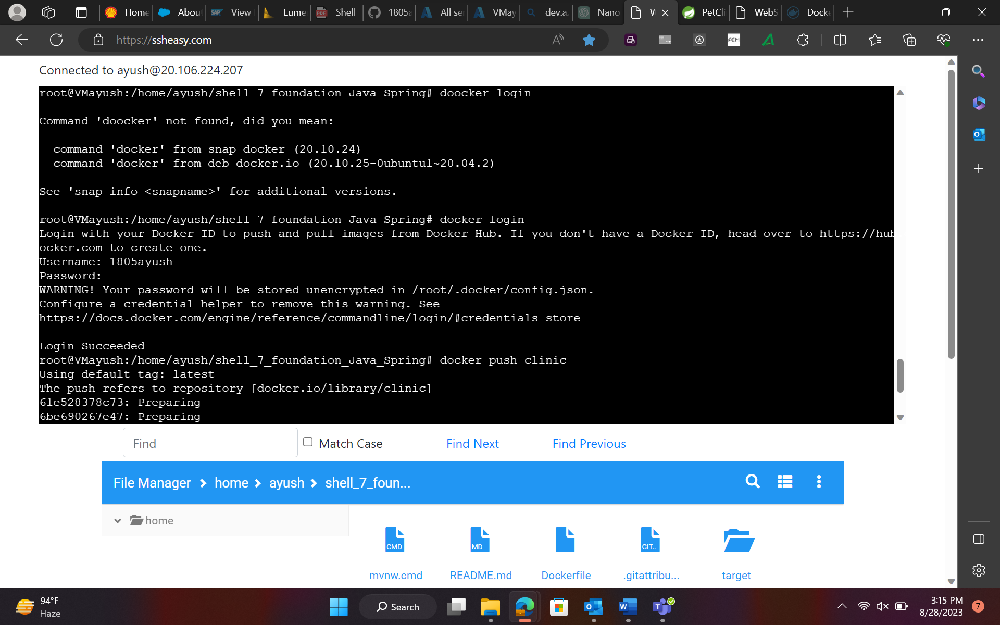 Home
About
View
Lume
Shell_
1805a
All se
VMay
dev.a
Nano
W
PetCli
WebS
Docke
https://ssheasy.com
Connected to ayush@20.106.224.207
root@VMayush:/home/ayush/shell_7_foundation_Java_Spring# doocker login
Command 'doocker' not found, did you mean:
command 'docker' from snap docker (20.10.24)
command 'docker' from deb docker.io (20.10.25-0ubuntu1~20.04.2)
See 'snap info <snapname>' for additional versions.
root@VMayush:/home/ayush/shell_7_foundation_Java_Spring# docker login
Login with your Docker ID to push and pull images from Docker Hub. If you don't have a Docker ID, head over to https://hub
ocker.com to create one.
Username: 1805ayush
Password:
WARNING! Your password will be stored unencrypted in /root/.docker/config.json.
Configure a credential helper to remove this warning. See
https://docs.docker.com/engine/reference/commandline/login/#credentials-store
Login Succeeded
root@VMayush:/home/ayush/shell_7_foundation_Java_Spring# docker push clinic
Using default tag: latest
The push refers to repository [docker.io/library/clinic]
61e528378c73: Preparing
6be690267e47: Preparing
Find
Match Case
Find Next
Find Previous
File Manager > home > ayush > shell_7_foun...
home
CMD
MD
GIT..
mvnw.cmd
README.md
Dockerfile
.gitattribu...
target
94°F
Haze
Search
3:15 PM
8/28/2023
7